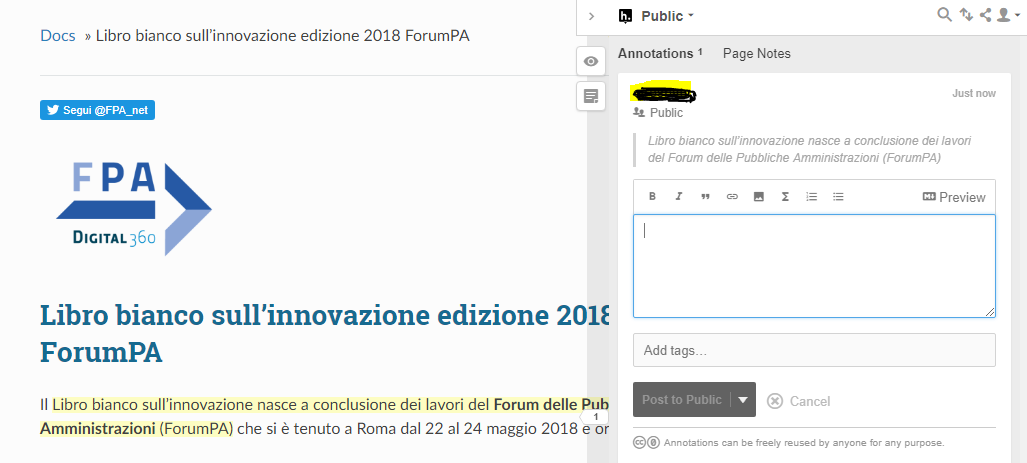 Docs » Libro bianco sull'innovazione edizione 2018 ForumPA
Segui @FPA_net
FPA
DIGITAL360
Libro bianco sull'innovazione edizione 2018
ForumPA
Il Libro bianco sull'innovazione nasce a conclusione dei lavori del Forum delle Pub
Amministrazioni (ForumPA) che si è tenuto a Roma dal 22 al 24 maggio 2018 e or
h.
Public
Annotations 1
Page Notes
Just now
Public
Libro bianco sull'innovazione nasce a conclusione dei lavori
del Forum delle Pubbliche Amministrazioni (ForumPA)
B I Σ Preview
Add tags…
Post to Public
Cancel
1
Annotations can be freely reused by anyone for any purpose.